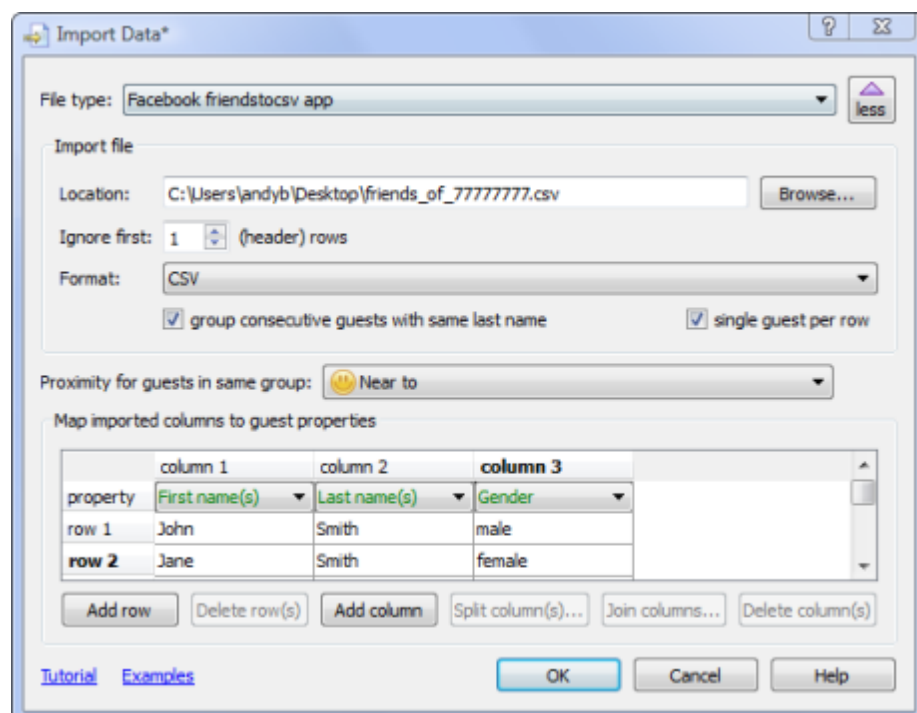 Import Data*
File type: Facebook friendstocsv app
less
Import file
Location: C:\Users\andyb\Desktop\friends_of_77777777.csv Browse...
Ignore first: 1 (header) rows
Format: CSV
group consecutive guests with same last name single guest per row
Proximity for guests in same group: Near to
Map imported columns to guest properties
column 1 column 2 column 3
property First name(s) Last name(s) Gender
row 1 John Smith male
row 2 Jane Smith female
Add row Delete row(s) Add column Split column(s)... Join columns... Delete column(s)
Tutorial Examples OK Cancel Help